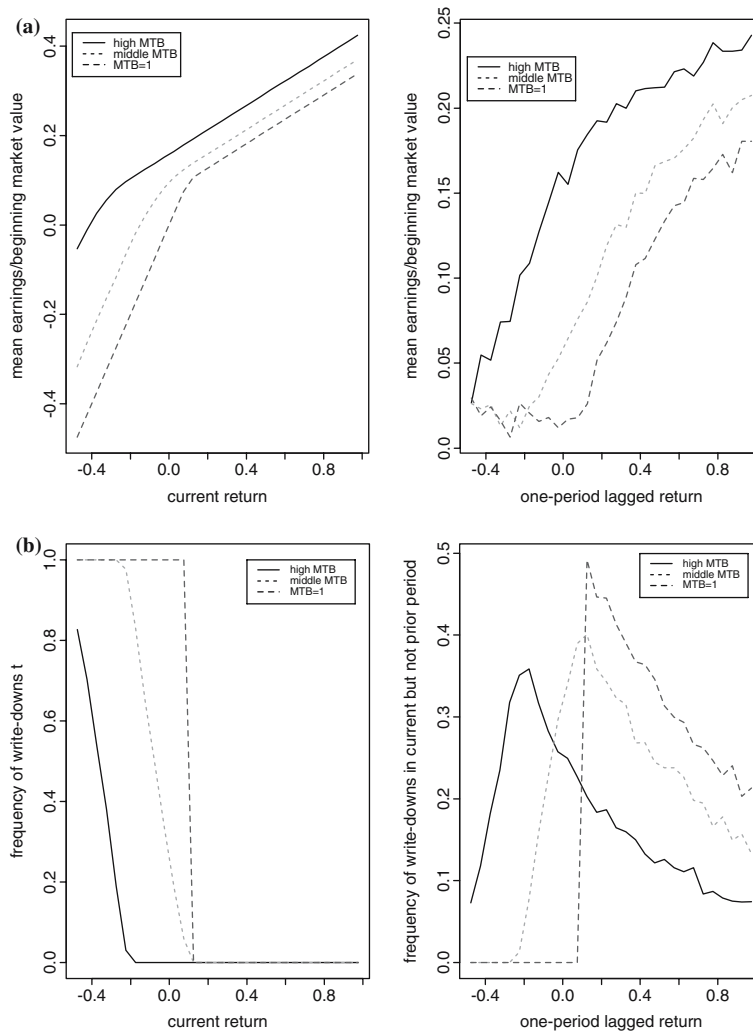 (a)
mean earnings/beginning market value
0.4
0.2
0.0
-0.2
-0.4
high MTB
middle MTB
MTB=1
-0.4 0.0 0.4 0.8
current return
mean earnings/beginning market value
0.25
0.20
0.15
0.10
0.05
0.0
high MTB
middle MTB
MTB=1
-0.4 0.0 0.4 0.8
one-period lagged return
(b)
frequency of write-downs t
1.0
0.8
0.6
0.4
0.2
0.0
high MTB
middle MTB
MTB=1
-0.4 0.0 0.4 0.8
current return
frequency of write-downs in current but not prior period
0.5
0.4
0.3
0.2
0.1
0.0
high MTB
middle MTB
MTB=1
-0.4 0.0 0.4 0.8
one-period lagged return